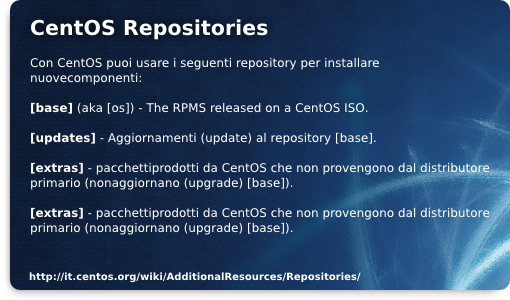 CentOS Repositories
Con CentOS puoi usare i seguenti repository per installare
nuovecomponenti:
[base] (aka [os]) - The RPMS released on a CentOS ISO.
[updates] - Aggiornamenti (update) al repository [base].
[extras] - pacchettiprodotti da CentOS che non provengono dal distributore
primario (nonaggiornano (upgrade) [base]).
[extras] - pacchettiprodotti da CentOS che non provengono dal distributore
primario (nonaggiornano (upgrade) [base]).
http://it.centos.org/wiki/AdditionalResources/Repositories/